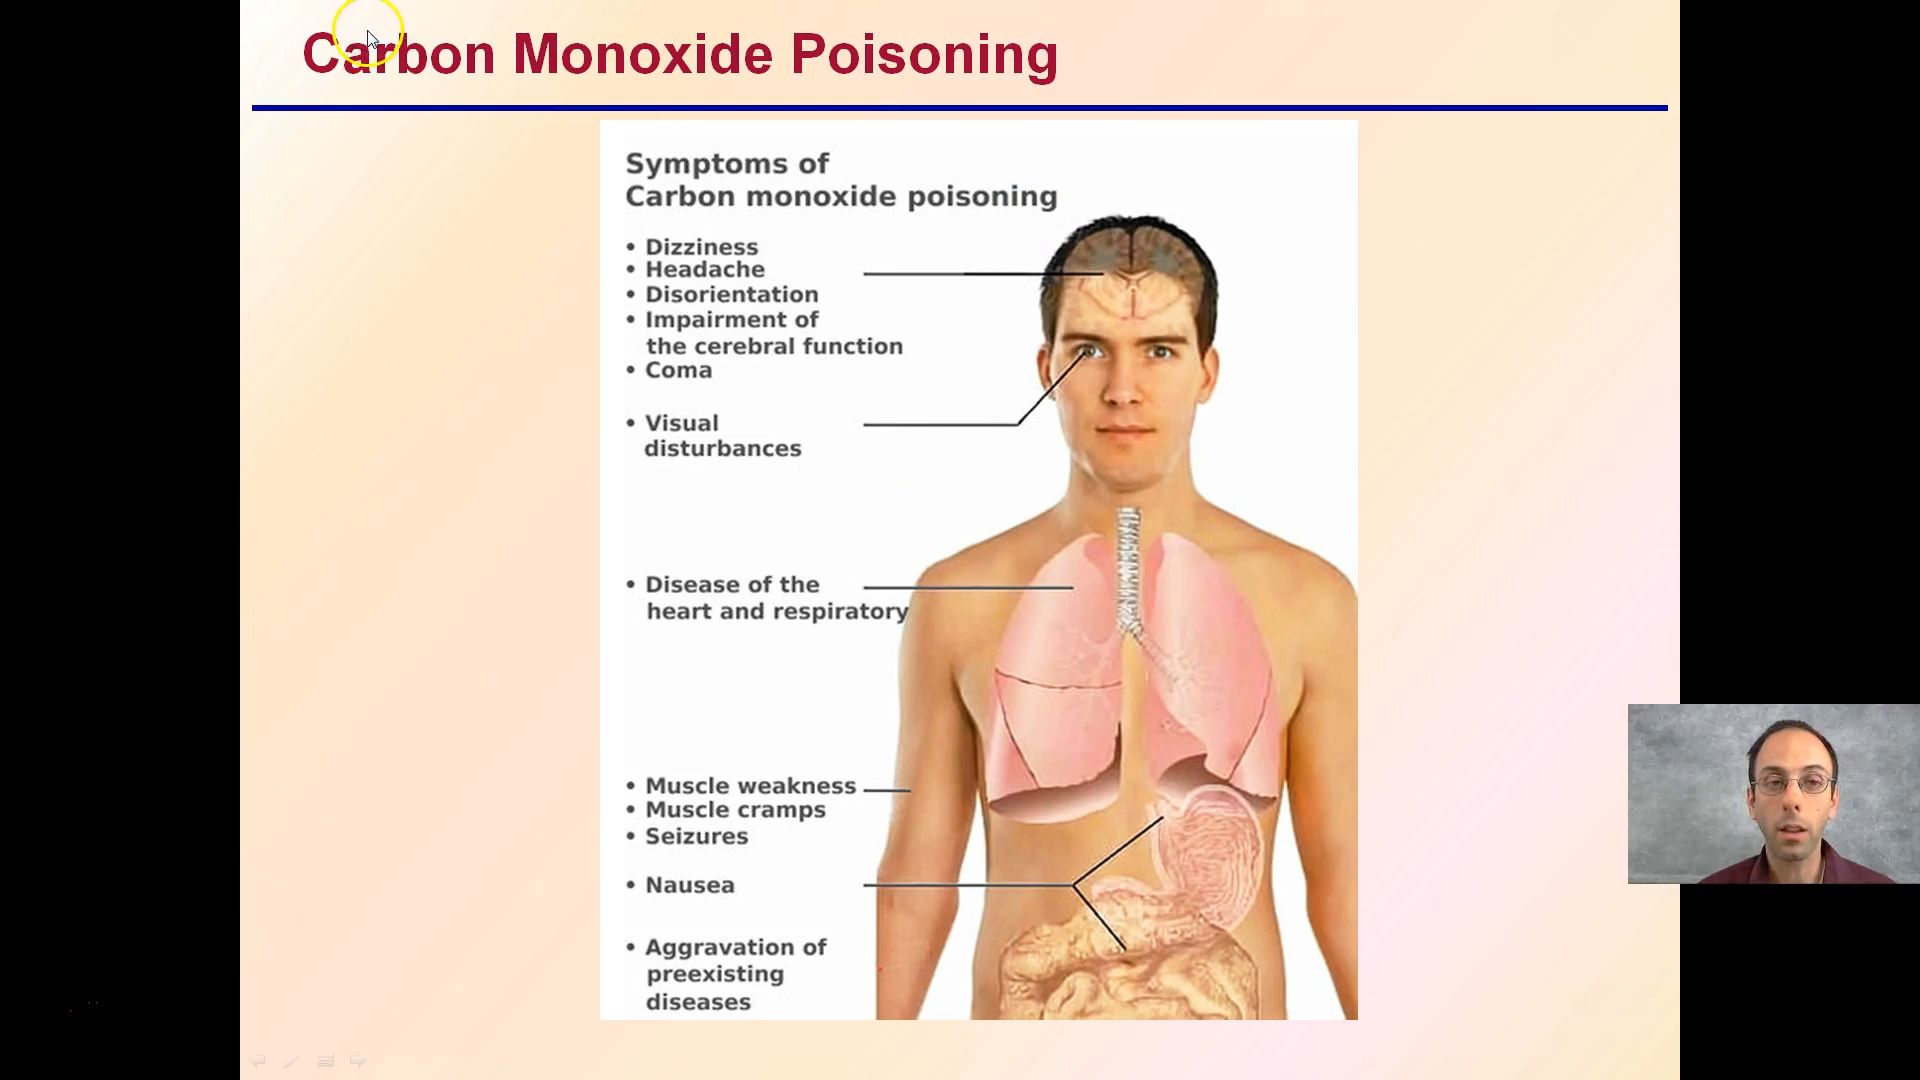 Carbon Monoxide Poisoning
Symptoms of
Carbon monoxide poisoning
• Dizziness
• Headache
• Disorientation
• Impairment of
the cerebral function
• Coma
• Visual
disturbances
• Disease of the
heart and respiratory
• Muscle weakness
• Muscle cramps
• Seizures
• Nausea
• Aggravation of
preexisting
diseases